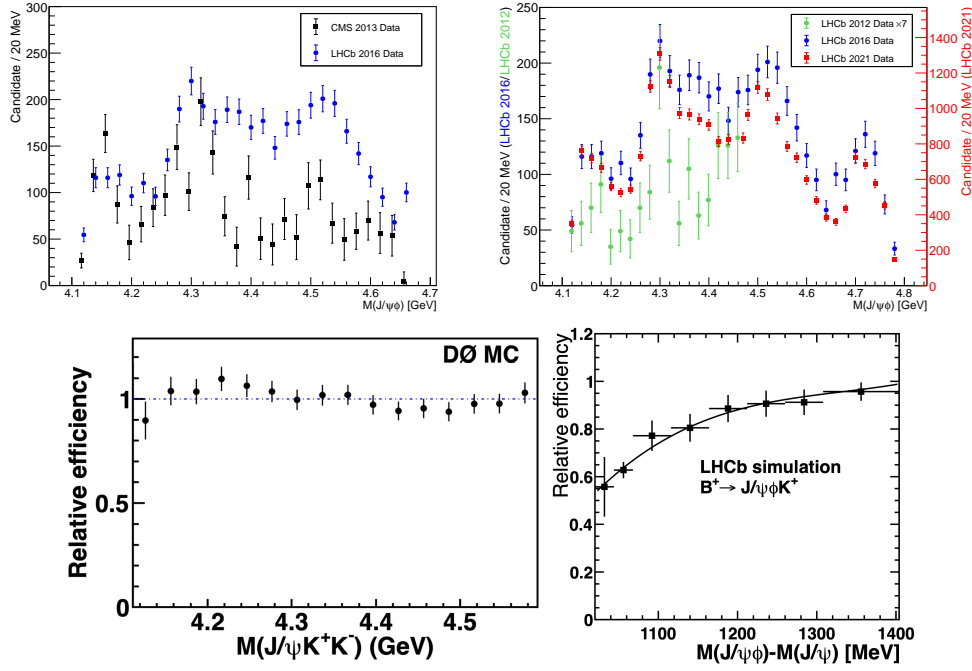 CMS 2013 Data
LHCb 2016 Data
Candidate / 20 MeV
300
250
200
150
100
50
0
4.1 4.2 4.3 4.4 4.5 4.6 4.7
M(J/ψϕ) [GeV]
LHCb 2012 Data ×7
LHCb 2016 Data
LHCb 2021 Data
Candidate / 20 MeV (LHCb 2016/LHCb 2012)
250
200
150
100
50
0
4.1 4.2 4.3 4.4 4.5 4.6 4.7 4.8
M(J/ψϕ) [GeV]
1400
1200
1000
800
600
400
200
0
Candidate / 20 MeV (LHCb 2021)
DØ MC
Relative efficiency
1
0.5
0
4.2 4.3 4.4 4.5
M(J/ψK⁺K⁻) (GeV)
Relative efficiency
1.2
1
0.8
0.6
0.4
0.2
0
LHCb simulation
B⁺→ J/ψϕK⁺
1100 1200 1300 1400
M(J/ψϕ)-M(J/ψ) [MeV]